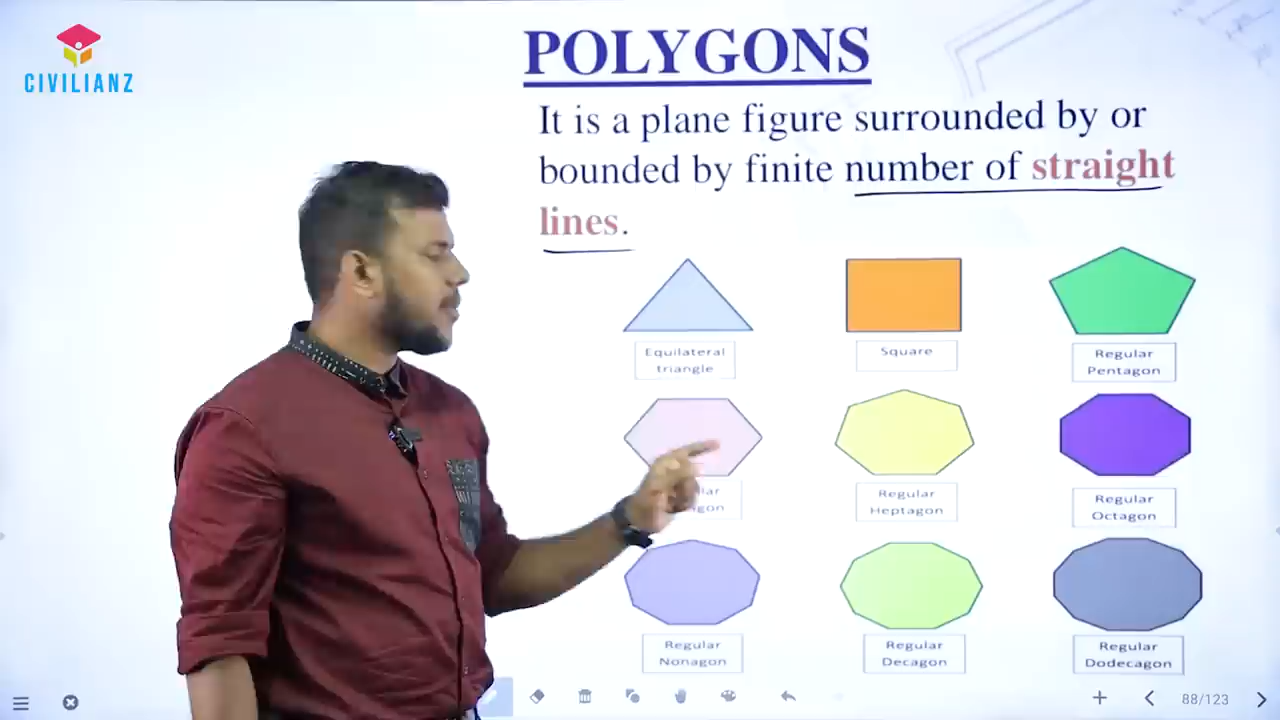 CIVILIANZ
POLYGONS
It is a plane figure surrounded by or
bounded by finite number of straight
lines.
Equilateral
triangle
Square
Regular
Pentagon
Regular
Heptagon
Regular
Octagon
Regular
Nonagon
Regular
Decagon
Regular
Dodecagon
88/123